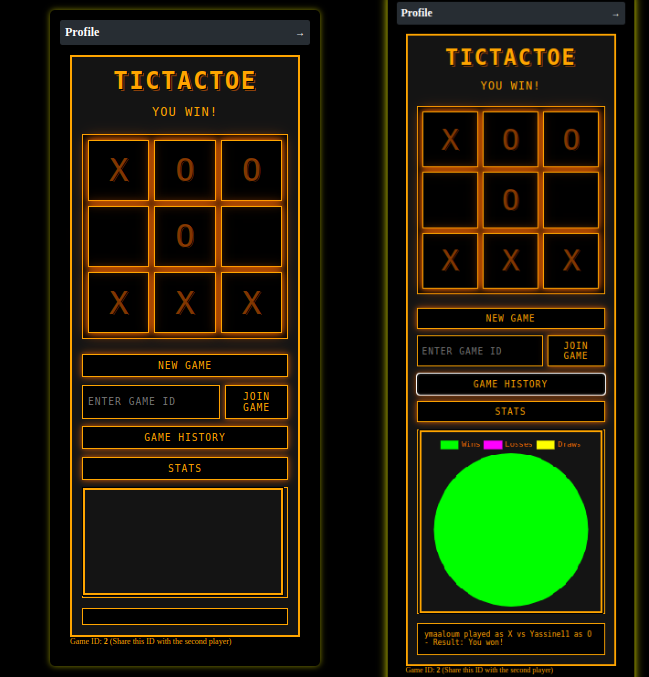 Profile →
TICTACTOE
YOU WIN!
X O O
O
X X X
NEW GAME
ENTER GAME ID
JOIN
GAME
GAME HISTORY
STATS
Game ID: 2 (Share this ID with the second player)
Profile →
TICTACTOE
YOU WIN!
X O O
O
X X X
NEW GAME
ENTER GAME ID
JOIN
GAME
GAME HISTORY
STATS
Wins Losses Draws
ymaaloum played as X vs Yassine11 as O
- Result: You won!
Game ID: 2 (Share this ID with the second player)